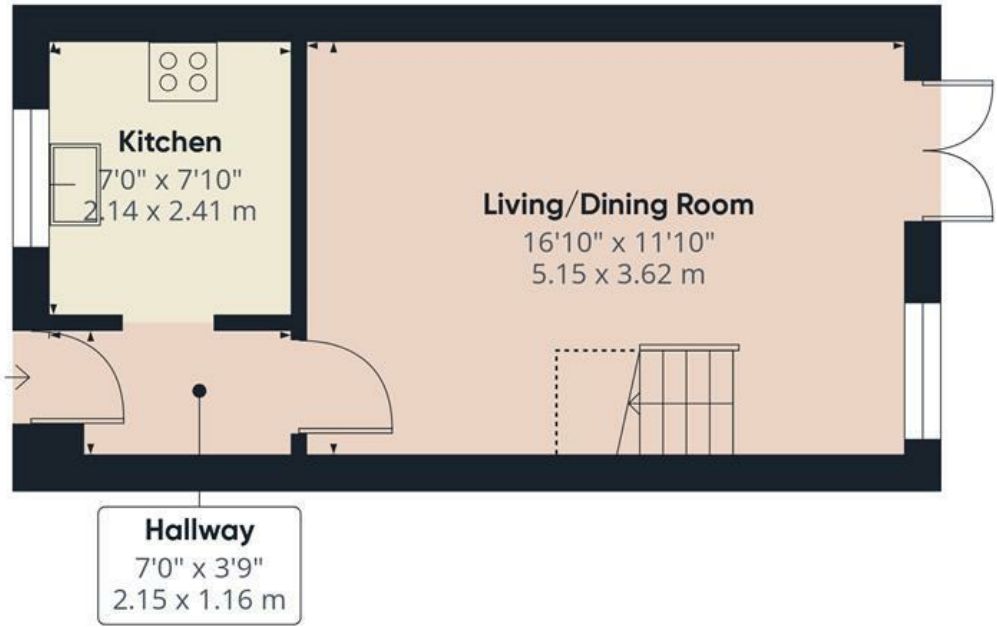 Kitchen
7'0" x 7'10"
2.14 x 2.41 m
Living/Dining Room
16'10" x 11'10"
5.15 x 3.62 m
Hallway
7'0" x 3'9"
2.15 x 1.16 m